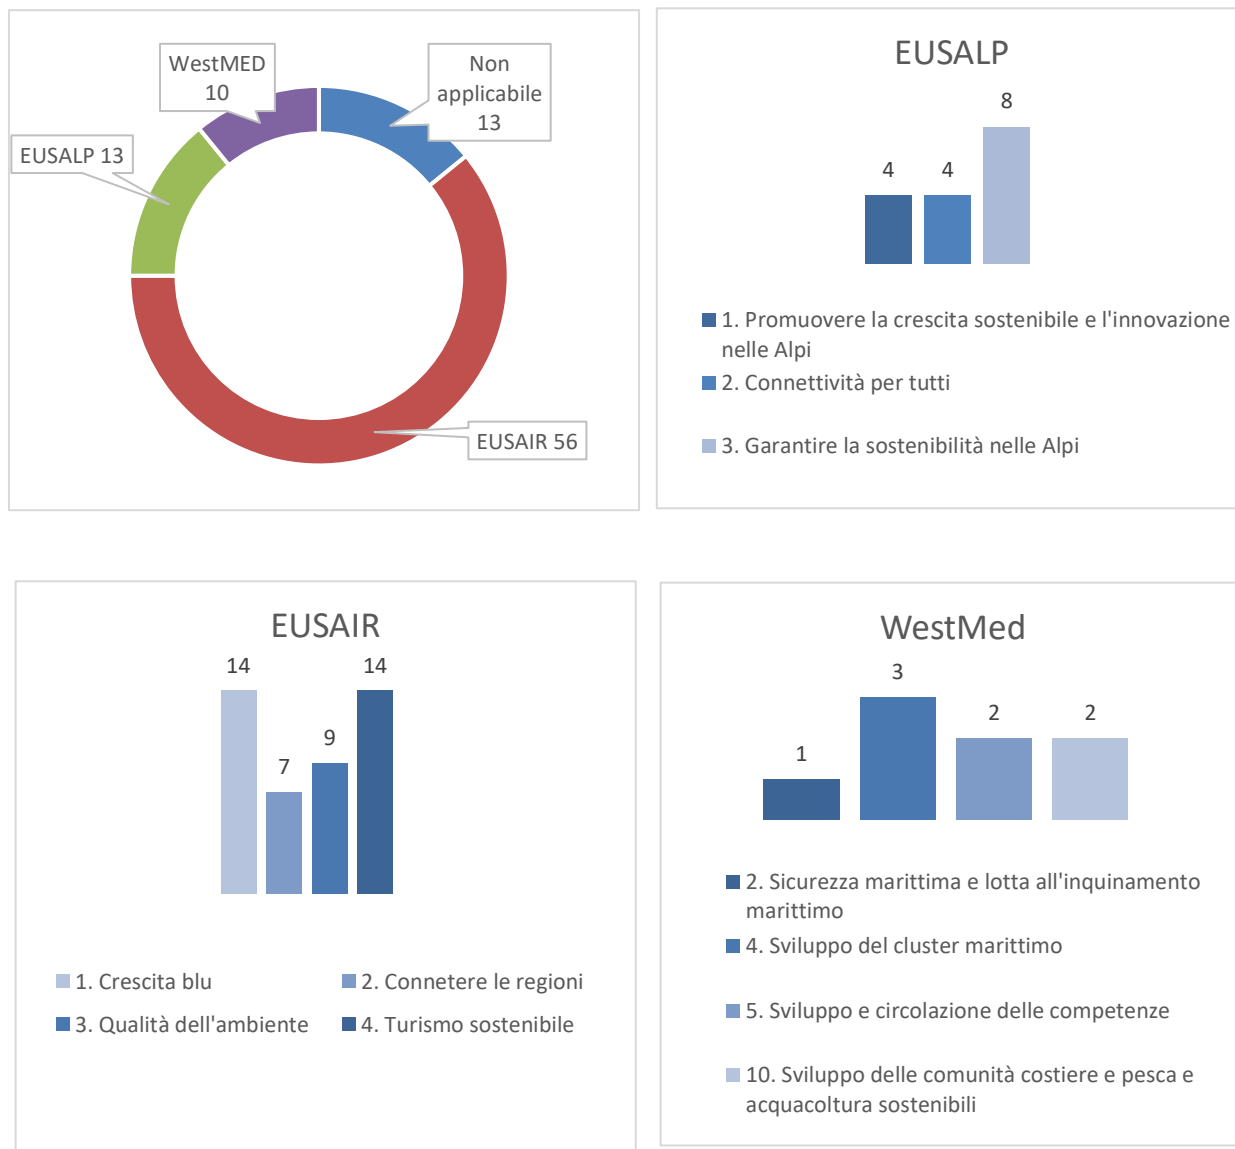 WestMED
10
Non
applicabile
13
EUSALP 13
EUSAIR 56
EUSALP
8
4
4
1. Promuovere la crescita sostenibile e l'innovazione
nelle Alpi
2. Connettività per tutti
3. Garantire la sostenibilità nelle Alpi
EUSAIR
14
14
9
7
1. Crescita blu
2. Connetere le regioni
3. Qualità dell'ambiente
4. Turismo sostenibile
WestMed
3
2
2
1
2. Sicurezza marittima e lotta all'inquinamento
marittimo
4. Sviluppo del cluster marittimo
5. Sviluppo e circolazione delle competenze
10. Sviluppo delle comunità costiere e pesca e
acquacoltura sostenibili